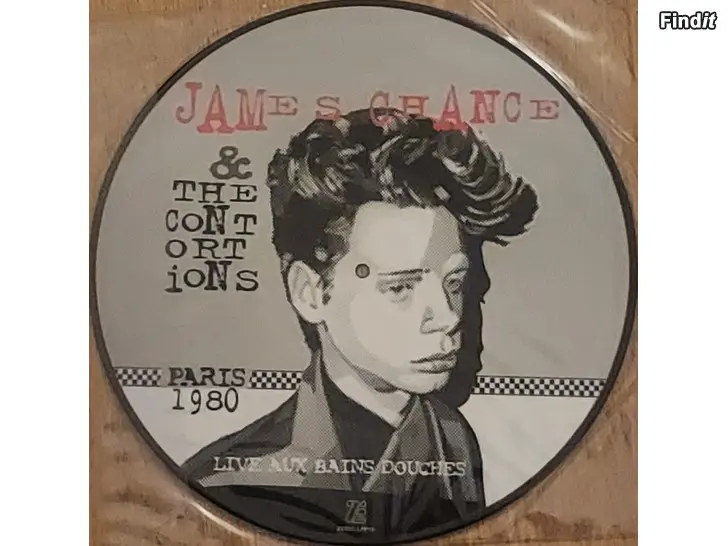 Findit
JAMES CHANCE
&
THE
CONT
ORT
iONS
PARIS
1980
LIVE AUX BAINS DOUCHES